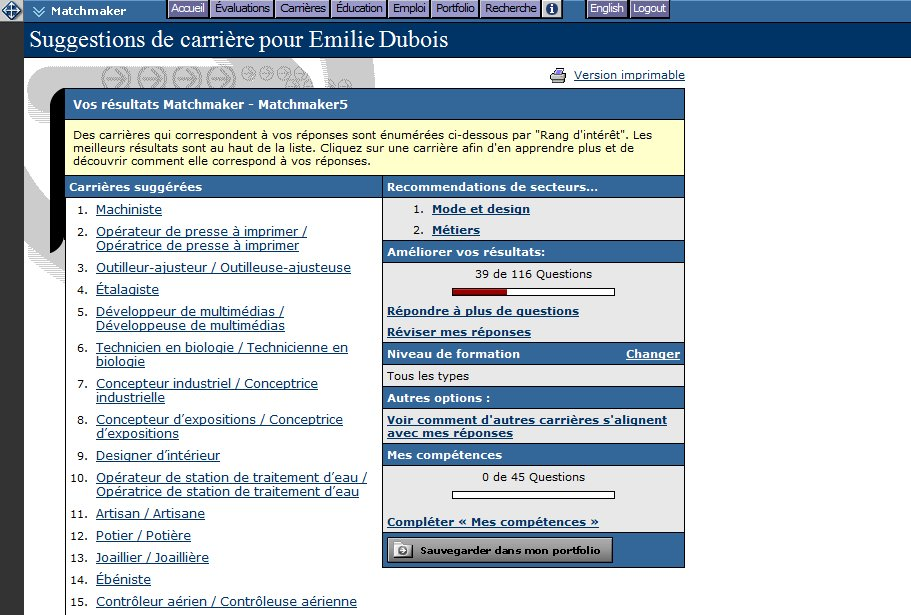 Matchmaker
Accueil Évaluations Carrières Éducation Emploi Portfolio Recherche i English Logout
Suggestions de carrière pour Emilie Dubois
Version imprimable
Vos résultats Matchmaker - Matchmaker5
Des carrières qui correspondent à vos réponses sont énumérées ci-dessous par "Rang d'intérêt". Les
meilleurs résultats sont au haut de la liste. Cliquez sur une carrière afin d'en apprendre plus et de
découvrir comment elle correspond à vos réponses.
Carrières suggérées
1. Machiniste
2. Opérateur de presse à imprimer /
Opératrice de presse à imprimer
3. Outilleur-ajusteur / Outilleuse-ajusteuse
4. Étalagiste
5. Développeur de multimédias /
Développeuse de multimédias
6. Technicien en biologie / Technicienne en
biologie
7. Concepteur industriel / Conceptrice
industrielle
8. Concepteur d’expositions / Conceptrice
d’expositions
9. Designer d’intérieur
10. Opérateur de station de traitement d’eau /
Opératrice de station de traitement d’eau
11. Artisan / Artisane
12. Potier / Potière
13. Joaillier / Joaillière
14. Ébéniste
15. Contrôleur aérien / Contrôleuse aérienne
Recommendations de secteurs...
1. Mode et design
2. Métiers
Améliorer vos résultats:
39 de 116 Questions
Répondre à plus de questions
Réviser mes réponses
Niveau de formation Changer
Tous les types
Autres options :
Voir comment d'autres carrières s'alignent
avec mes réponses
Mes compétences
0 de 45 Questions
Compléter « Mes compétences »
Sauvegarder dans mon portfolio